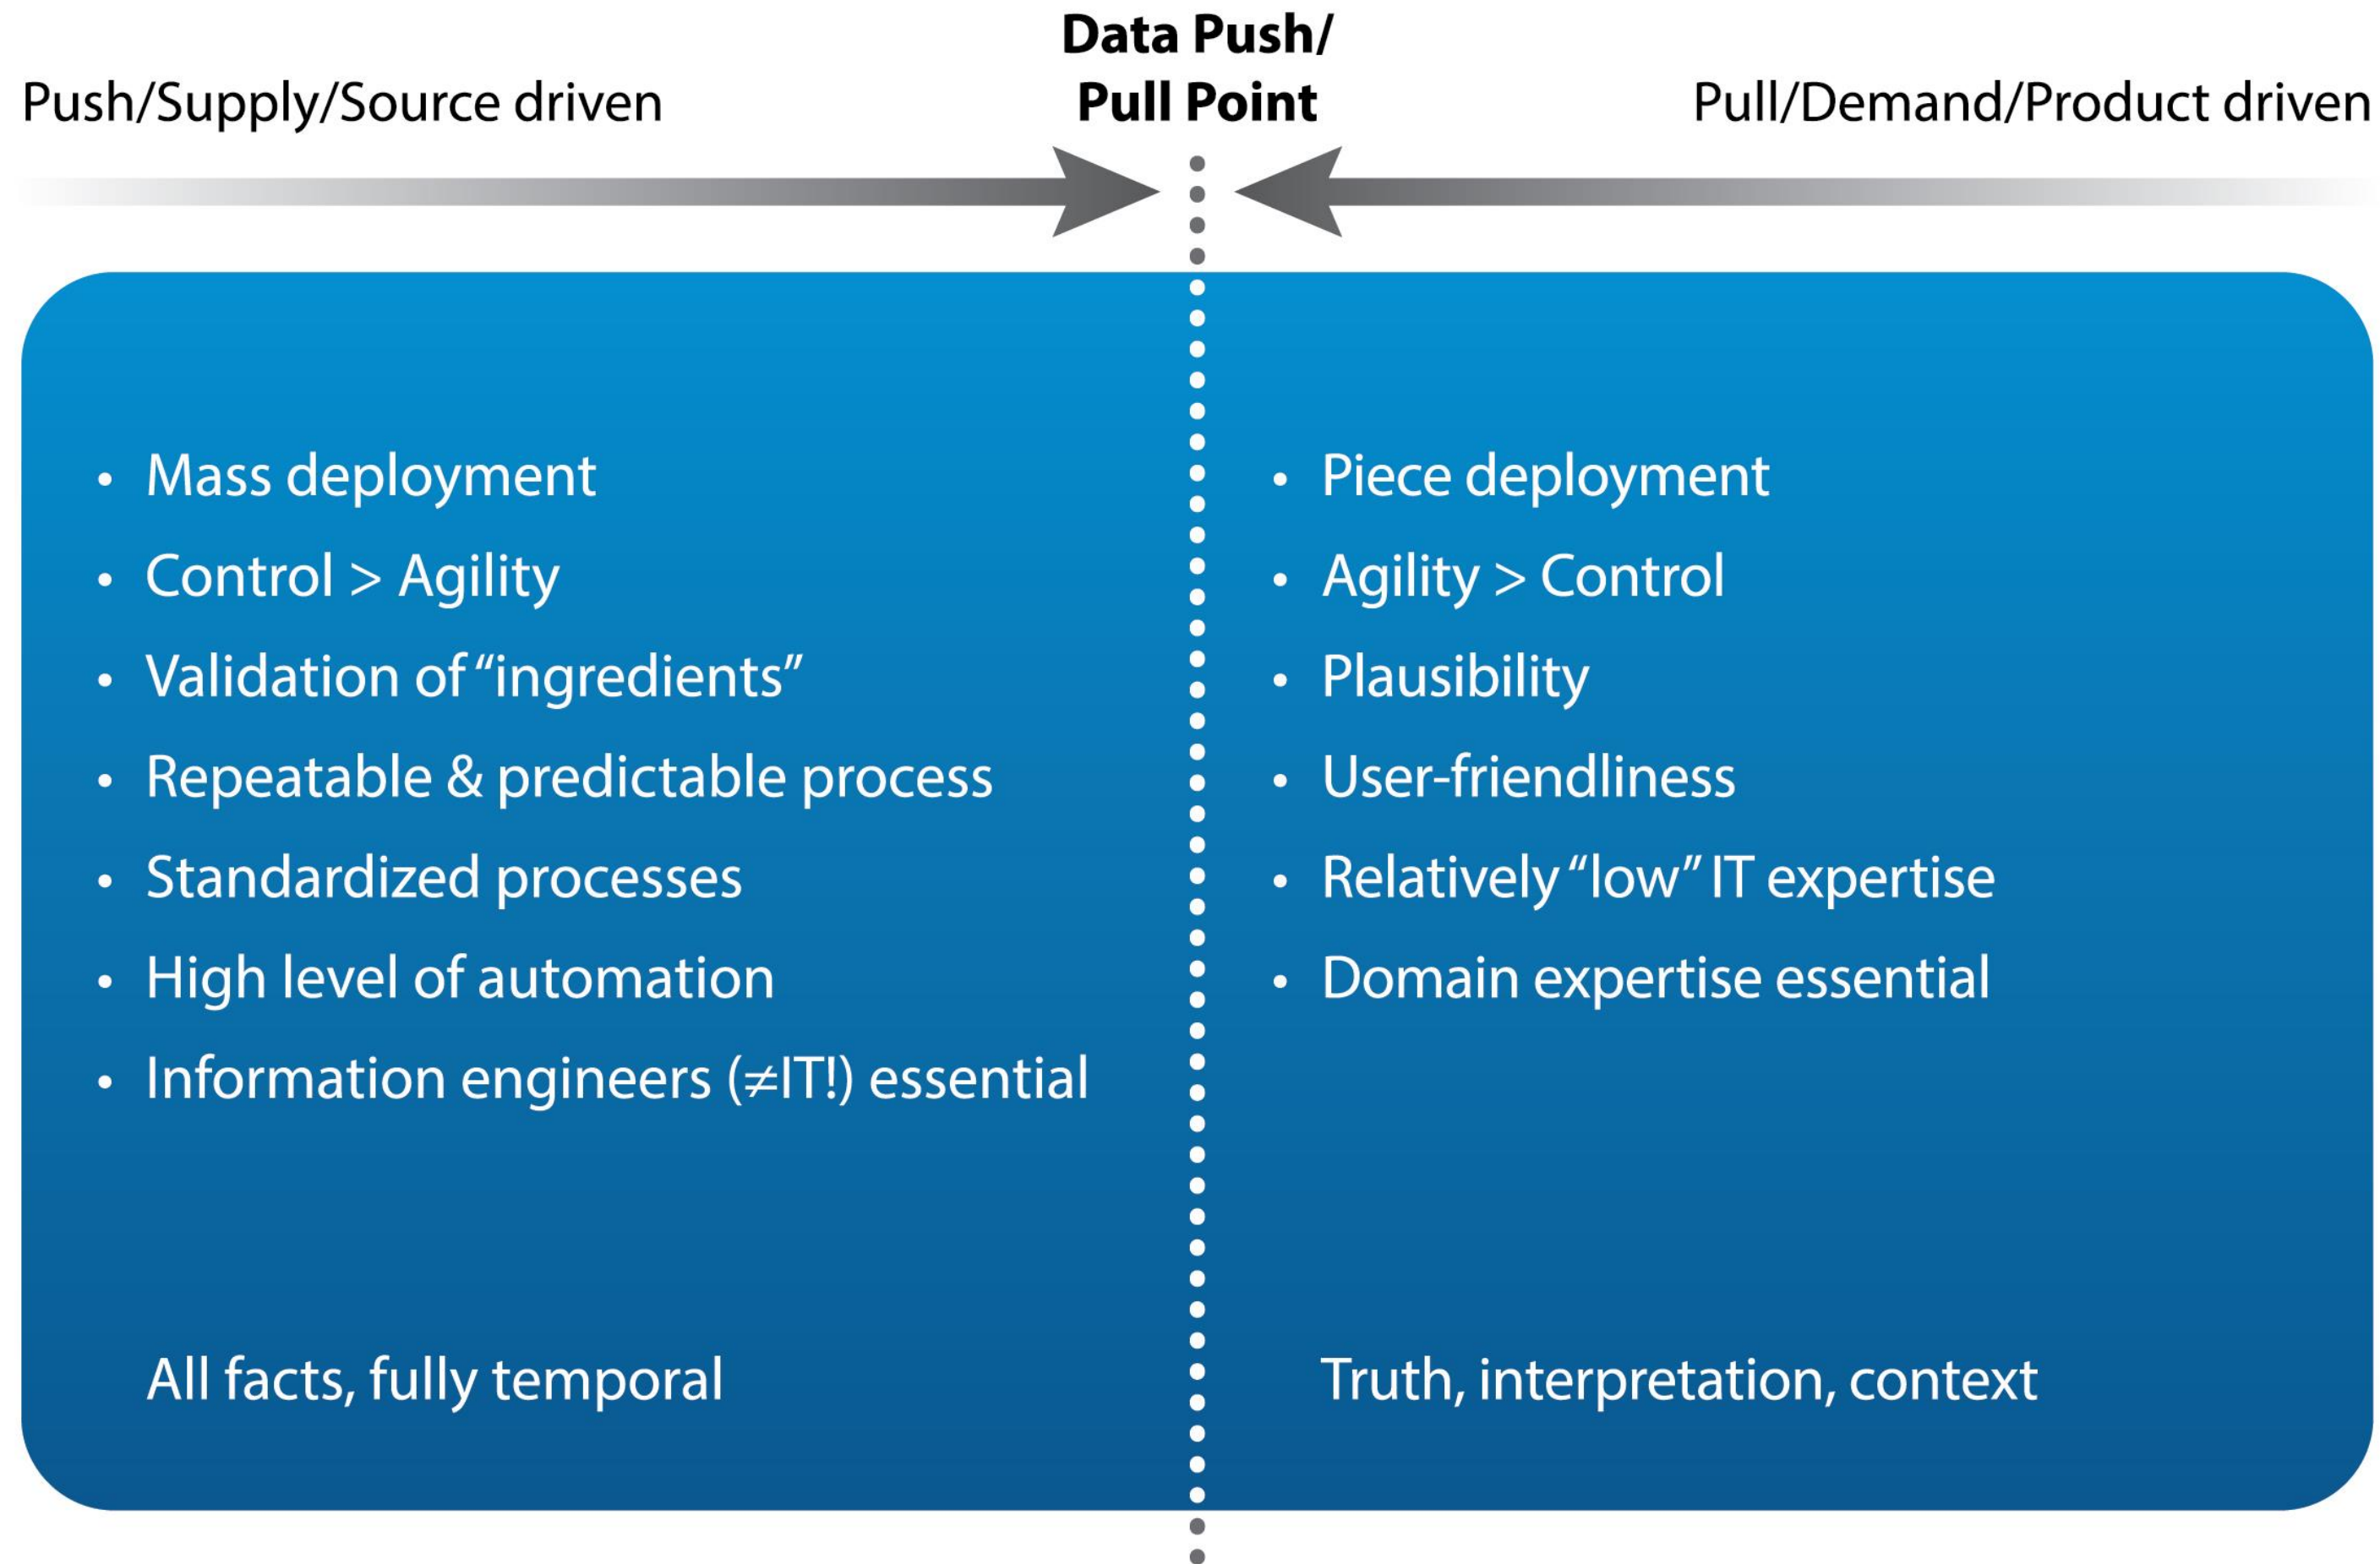 Data Push/
Pull Point
Push/Supply/Source driven
Pull/Demand/Product driven
• Mass deployment
• Control > Agility
• Validation of "ingredients"
• Repeatable & predictable process
• Standardized processes
• High level of automation
• Information engineers (≠IT!) essential
All facts, fully temporal
• Piece deployment
• Agility > Control
• Plausibility
• User-friendliness
• Relatively "low" IT expertise
• Domain expertise essential
Truth, interpretation, context